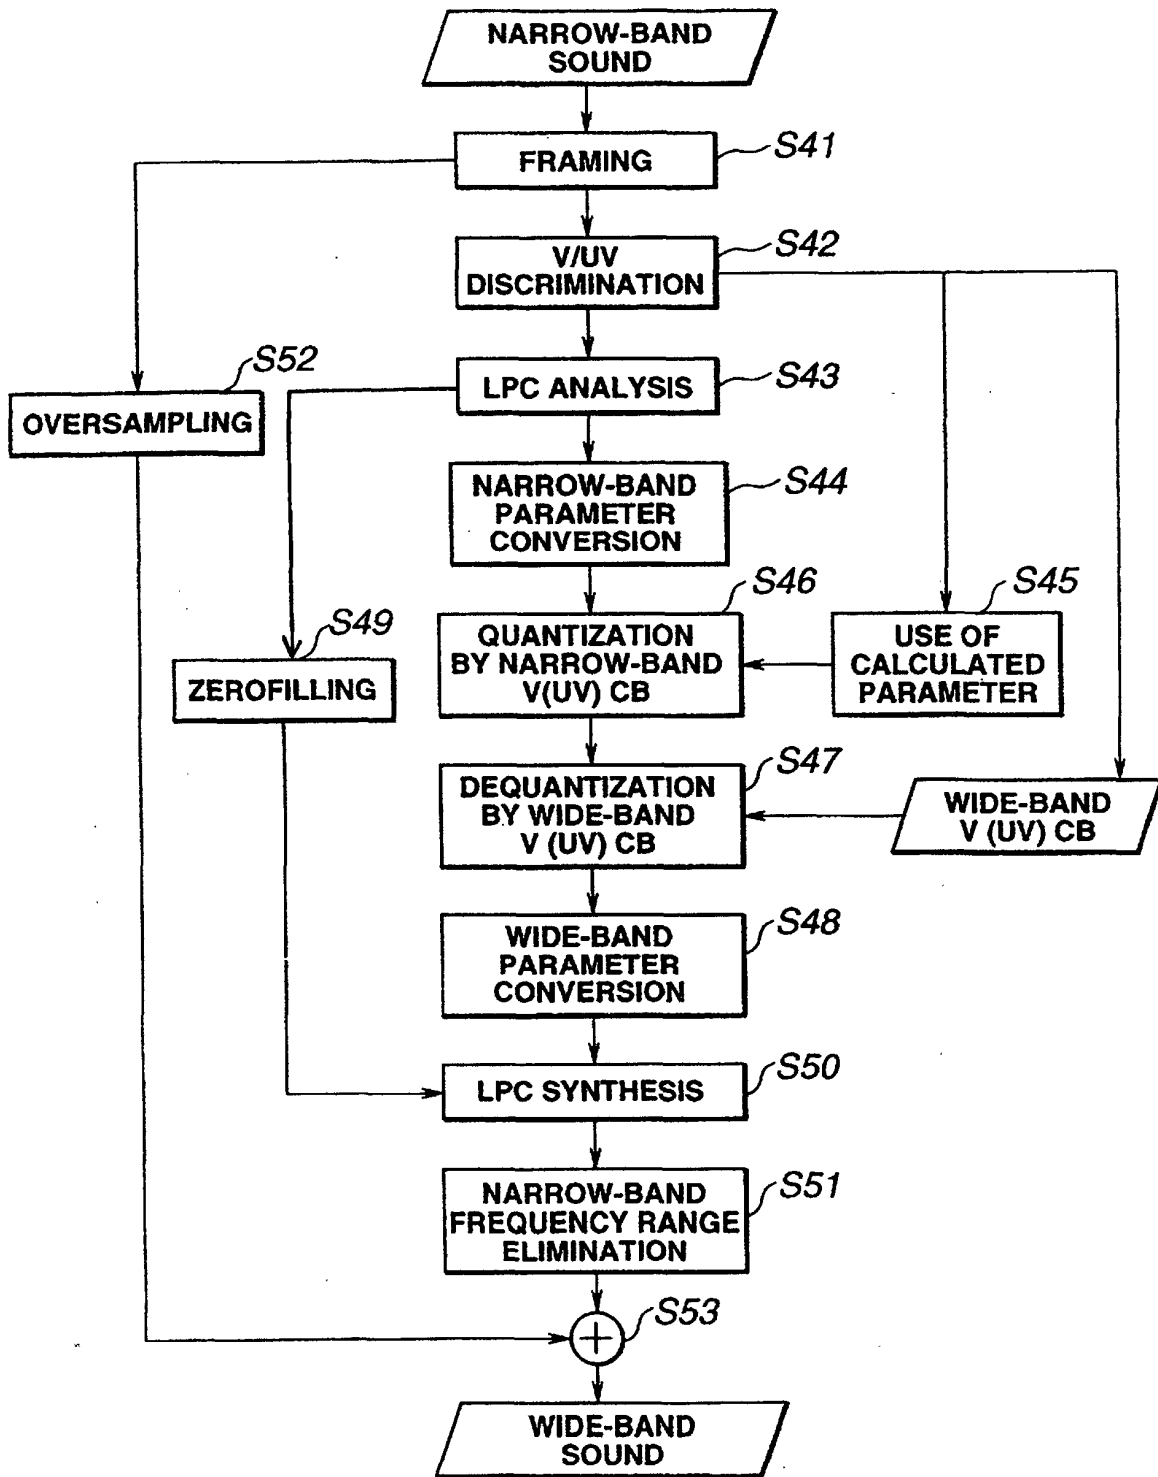 NARROW-BAND
SOUND
FRAMING
S41
V/UV
DISCRIMINATION
S42
LPC ANALYSIS
S43
S52
OVERSAMPLING
NARROW-BAND
PARAMETER
CONVERSION
S44
S46
QUANTIZATION
BY NARROW-BAND
V(UV) CB
S45
USE OF
CALCULATED
PARAMETER
S49
ZEROFILLING
S47
DEQUANTIZATION
BY WIDE-BAND
V (UV) CB
WIDE-BAND
V (UV) CB
S48
WIDE-BAND
PARAMETER
CONVERSION
S50
LPC SYNTHESIS
S51
NARROW-BAND
FREQUENCY RANGE
ELIMINATION
S53
+
WIDE-BAND
SOUND